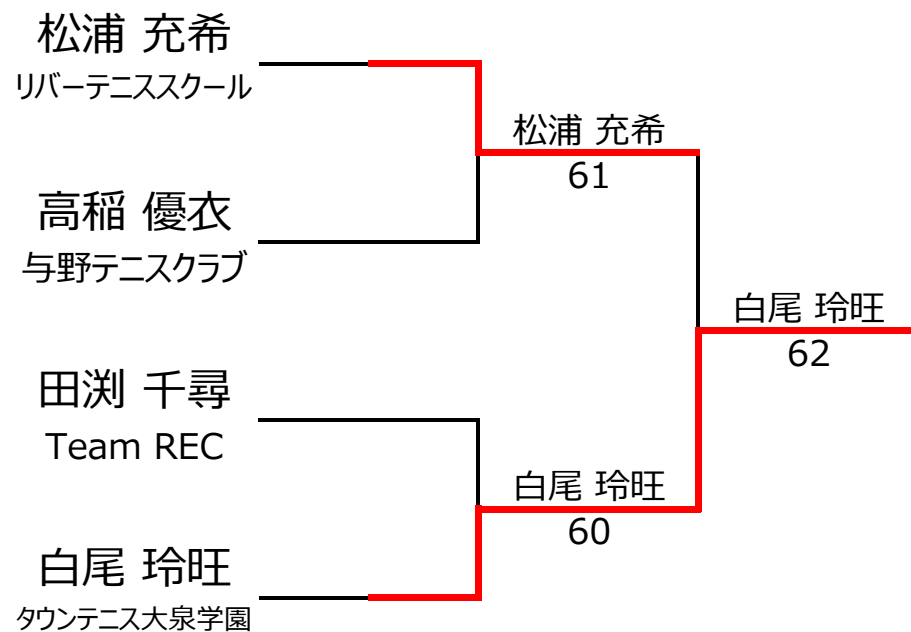 松浦 充希
リバーテニススクール
松浦 充希
61
高稲 優衣
与野テニスクラブ
白尾 玲旺
62
田渕 千尋
Team REC
白尾 玲旺
60
白尾 玲旺
タウンテニス大泉学園